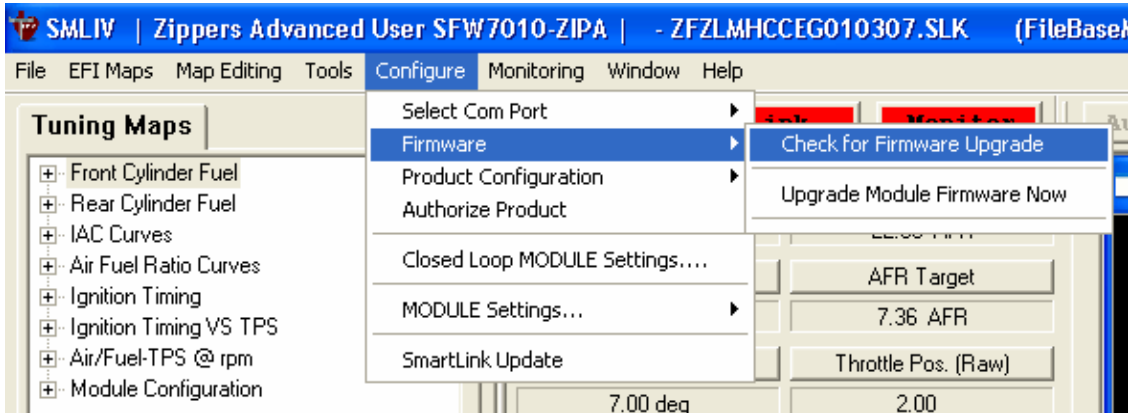 SMLIV | Zippers Advanced User SFW7010-ZIPA | - ZFZLMHCCEG010307.SLK
File EFI Maps Map Editing Tools Configure Monitoring Window Help
Tuning Maps
Front Cylinder Fuel
Rear Cylinder Fuel
IAC Curves
Air Fuel Ratio Curves
Ignition Timing
Ignition Timing VS TPS
Air/Fuel-TPS @ rpm
Module Configuration
Select Com Port
Firmware
Product Configuration
Authorize Product
Closed Loop MODULE Settings....
MODULE Settings...
SmartLink Update
Check for Firmware Upgrade
Upgrade Module Firmware Now
AFR Target
7.36 AFR
Throttle Pos. (Raw)
7.00 deg 2.00